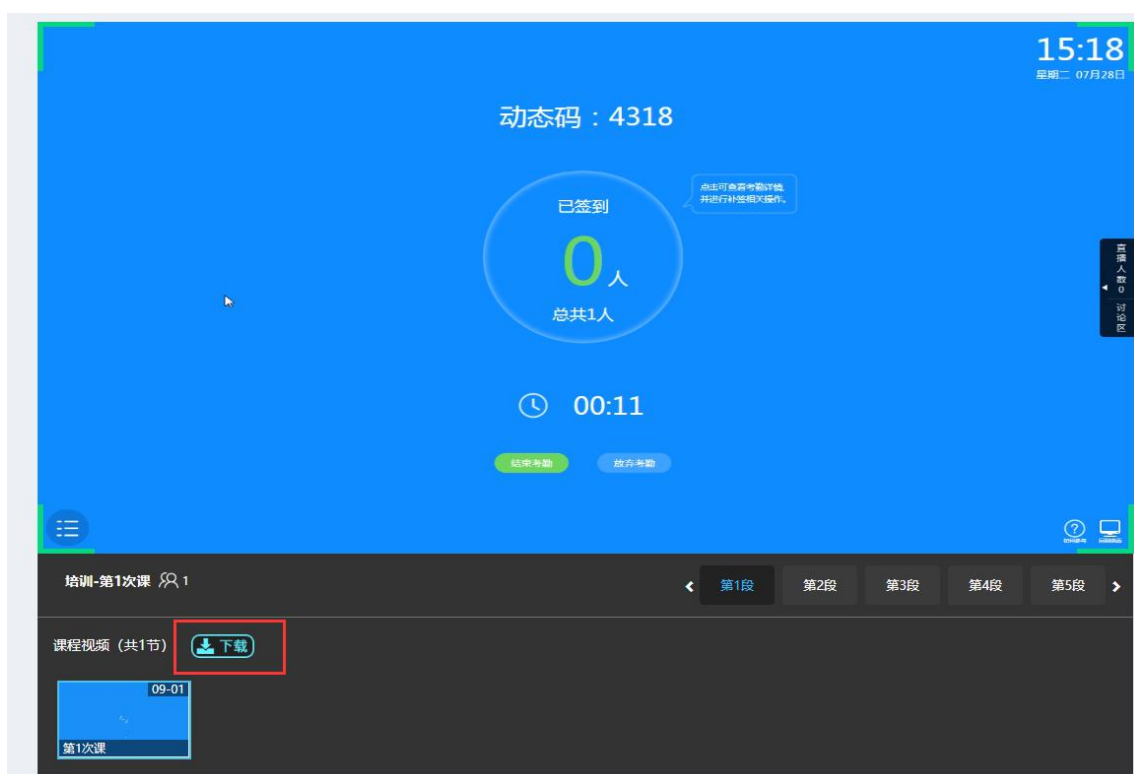 15:18
星期二 07月28日
动态码：4318
点击可查看考勤详情,
并进行补签相关操作。
已签到
0人
总共1人
直播人数0
讨论区
00:11
结束考勤
放弃考勤
培训-第1次课 1
第1段
第2段
第3段
第4段
第5段
课程视频（共1节）
下载
09-01
第1次课